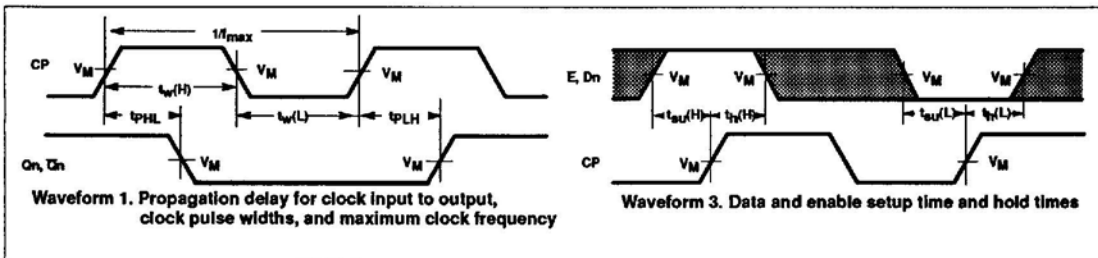 1/fmax
CP
VM VM VM
tw(H)
tPHL tw(L) tPLH
Qn, Q̅n
VM VM
Waveform 1. Propagation delay for clock input to output,
clock pulse widths, and maximum clock frequency
E, Dn
VM VM VM VM
tsu(H) th(H) tsu(L) th(L)
CP
VM VM
Waveform 3. Data and enable setup time and hold times